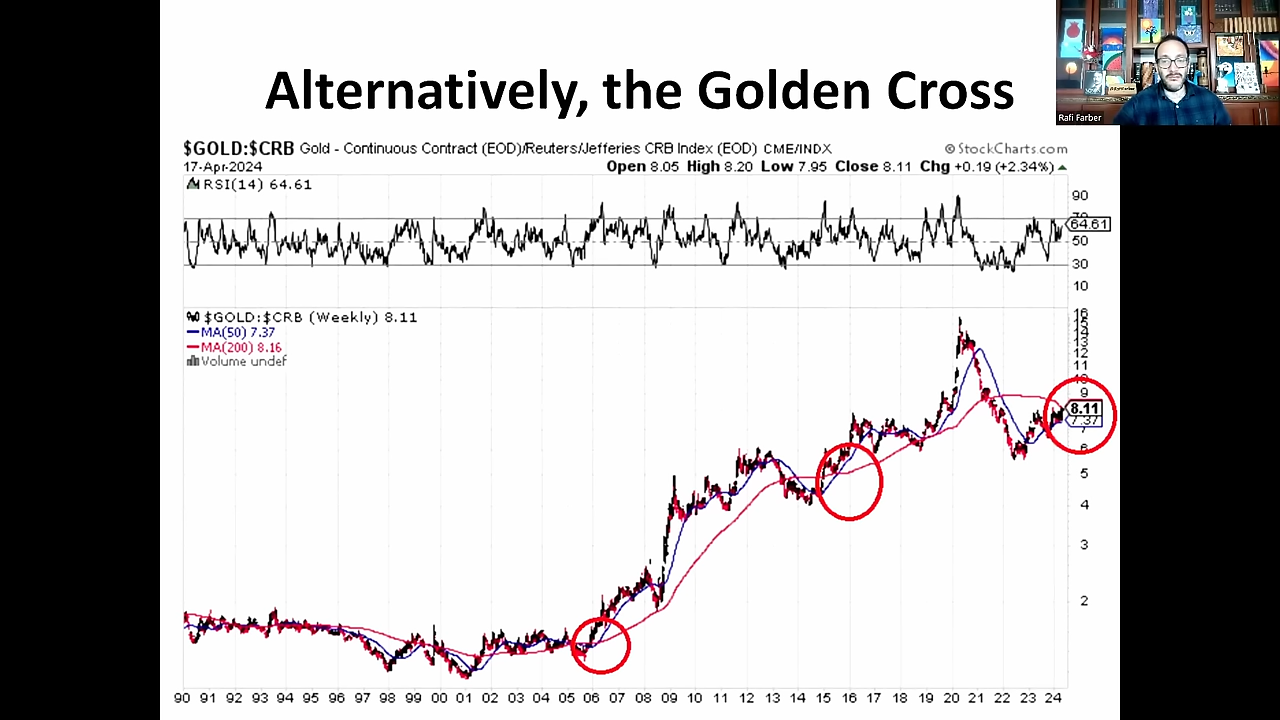 Alternatively, the Golden Cross
Rafi Farber
$GOLD:$CRB Gold - Continuous Contract (EOD)/Reuters/Jefferies CRB Index (EOD) CME/INDX
© StockCharts.com
17-Apr-2024
Open 8.05 High 8.20 Low 7.95 Close 8.11 Chg +0.19 (+2.34%)
RSI(14) 64.61
90
70
64.61
50
30
10
$GOLD:$CRB (Weekly) 8.11
MA(50) 7.37
MA(200) 8.16
Volume undef
16
15
14
13
12
11
10
9
8.11
7.37
7
6
5
4
3
2
90 91 92 93 94 95 96 97 98 99 00 01 02 03 04 05 06 07 08 09 10 11 12 13 14 15 16 17 18 19 20 21 22 23 24